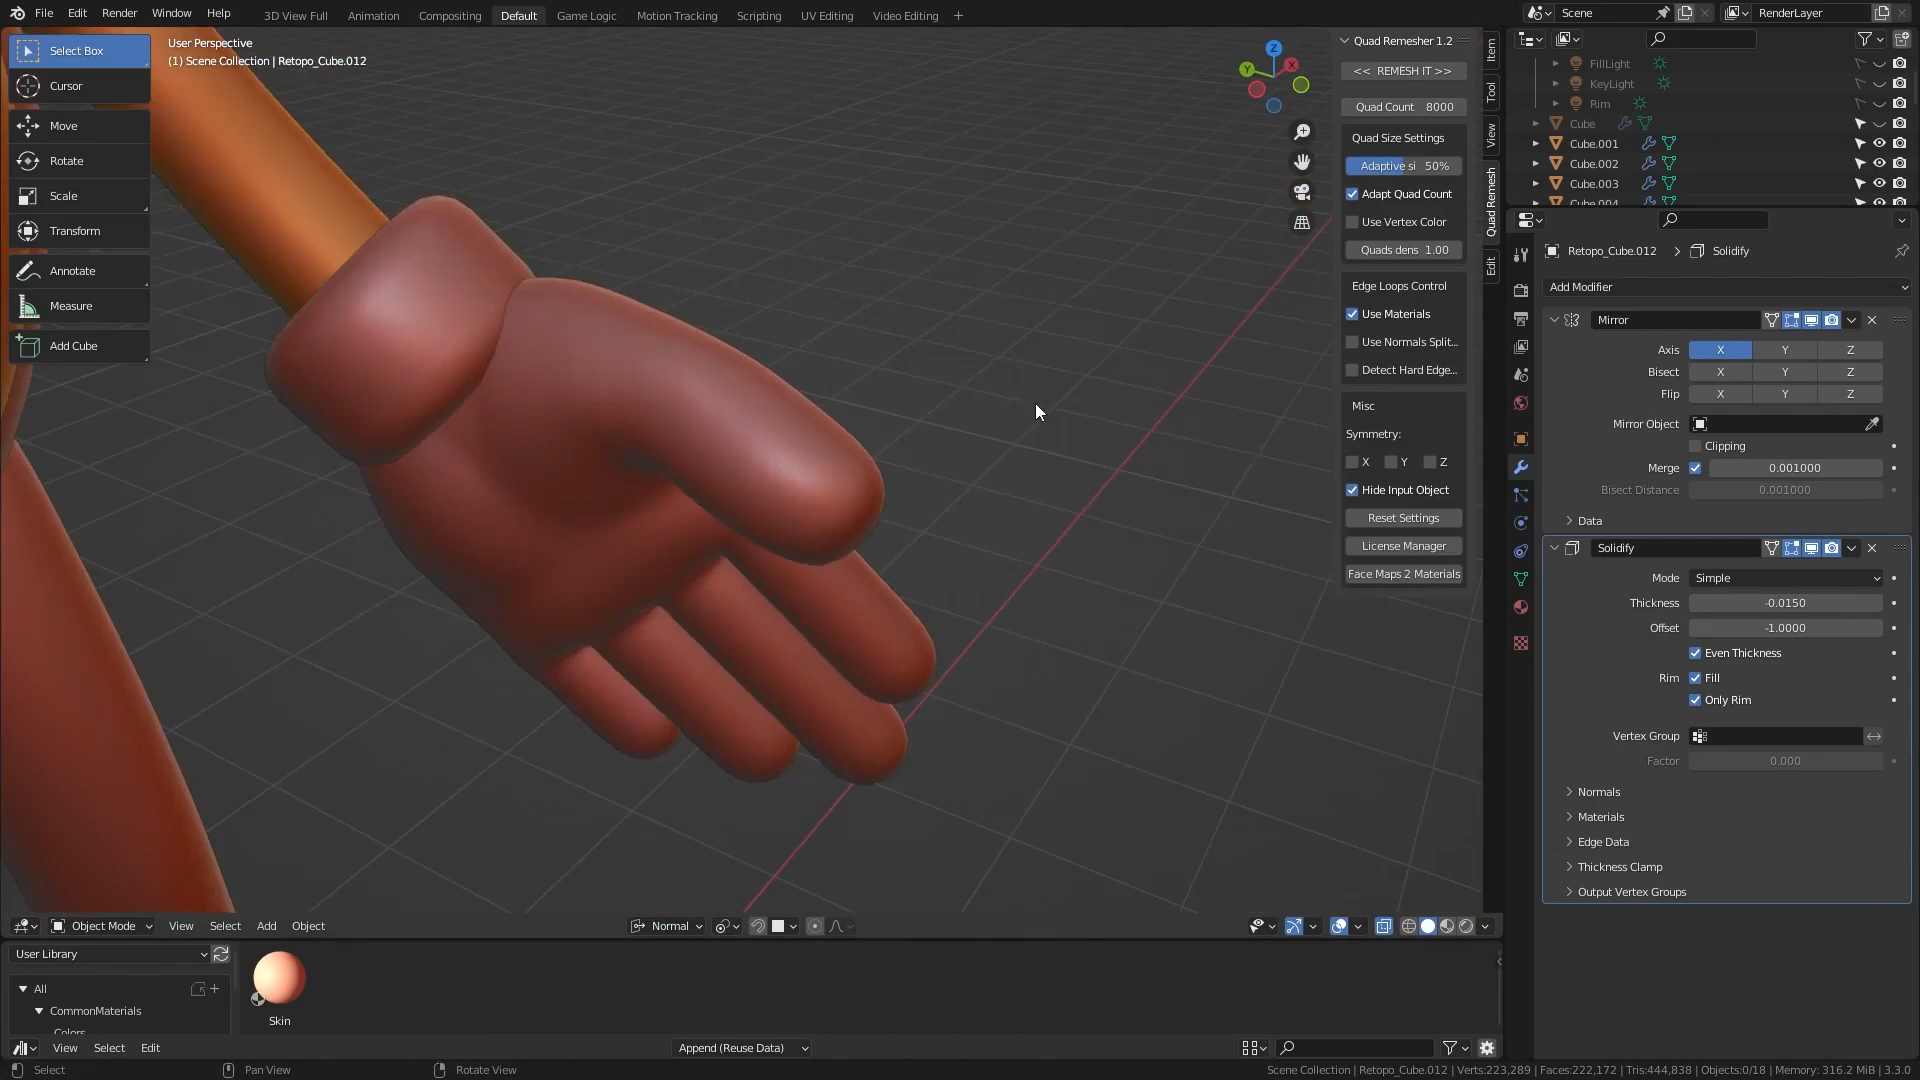 File Edit Render Window Help 3D View Full Animation Compositing Default Game Logic Motion Tracking Scripting UV Editing Video Editing + Scene RenderLayer
Select Box
Cursor
Move
Rotate
Scale
Transform
Annotate
Measure
Add Cube
User Perspective
(1) Scene Collection | Retopo_Cube.012
Z
Y
X
Quad Remesher 1.2
<< REMESH IT >>
Quad Count 8000
Quad Size Settings
Adaptive si 50%
Adapt Quad Count
Use Vertex Color
Quads dens 1.00
Edge Loops Control
Use Materials
Use Normals Split...
Detect Hard Edge...
Misc
Symmetry:
X Y Z
Hide Input Object
Reset Settings
License Manager
Face Maps 2 Materials
Item
Tool
View
Quad Remesh
Edit
FillLight
KeyLight
Rim
Cube
Cube.001
Cube.002
Cube.003
Cube.004
Retopo_Cube.012 > Solidify
Add Modifier
Mirror
Axis X Y Z
Bisect X Y Z
Flip X Y Z
Mirror Object
Clipping
Merge 0.001000
Bisect Distance 0.001000
Data
Solidify
Mode Simple
Thickness -0.0150
Offset -1.0000
Even Thickness
Rim Fill
Only Rim
Vertex Group
Factor 0.000
Normals
Materials
Edge Data
Thickness Clamp
Output Vertex Groups
Object Mode View Select Add Object Normal
User Library
All
CommonMaterials
Colors
Skin
View Select Edit Append (Reuse Data)
Select Pan View Rotate View Scene Collection | Retopo_Cube.012 | Verts:223,289 | Faces:222,172 | Tris:444,838 | Objects:0/18 | Memory: 316.2 MiB | 3.3.0